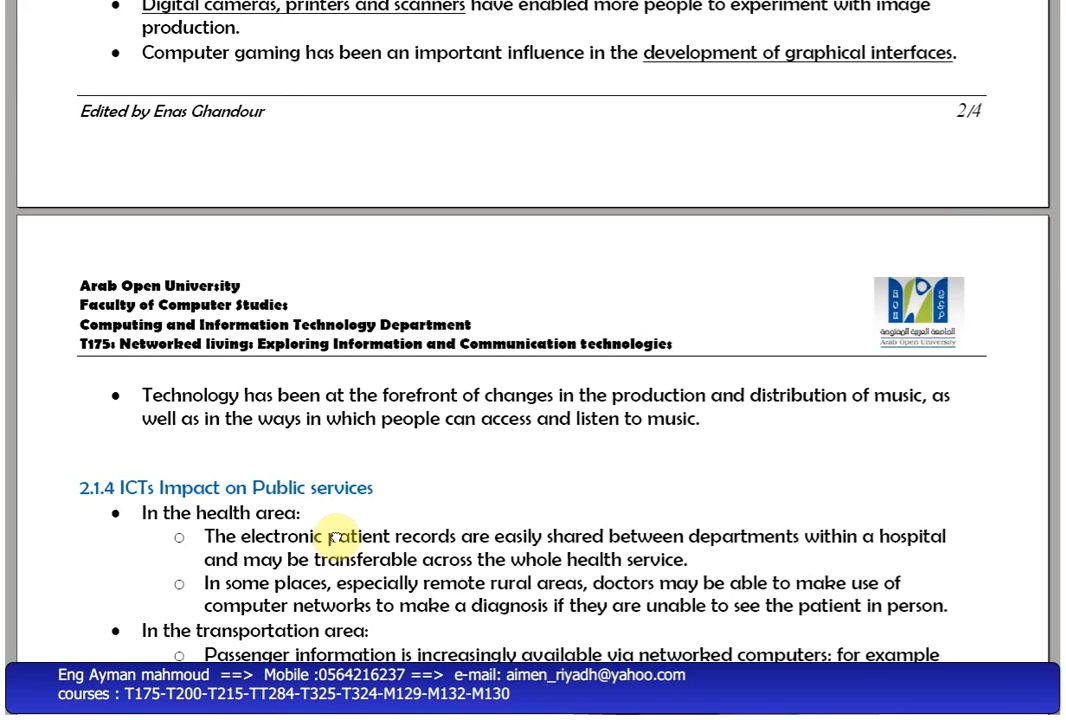 Digital cameras, printers and scanners have enabled more people to experiment with image
production.
Computer gaming has been an important influence in the development of graphical interfaces.
Edited by Enas Ghandour
2/4
Arab Open University
Faculty of Computer Studies
Computing and Information Technology Department
T175: Networked living: Exploring Information and Communication technologies
الجامعة العربية المفتوحة
Arab Open University
Technology has been at the forefront of changes in the production and distribution of music, as
well as in the ways in which people can access and listen to music.
2.1.4 ICTs Impact on Public services
In the health area:
The electronic patient records are easily shared between departments within a hospital
and may be transferable across the whole health service.
In some places, especially remote rural areas, doctors may be able to make use of
computer networks to make a diagnosis if they are unable to see the patient in person.
In the transportation area:
Passenger information is increasingly available via networked computers: for example
Eng Ayman mahmoud ==> Mobile :0564216237 ==> e-mail: aimen_riyadh@yahoo.com
courses : T175-T200-T215-TT284-T325-T324-M129-M132-M130